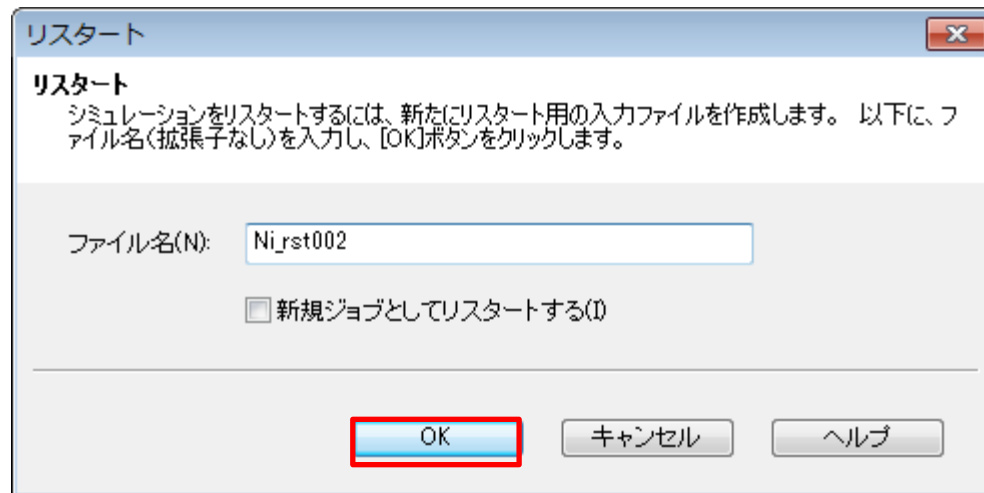 リスタート
リスタート
シミュレーションをリスタートするには、新たにリスタート用の入力ファイルを作成します。 以下に、フ
ァイル名(拡張子なし)を入力し、[OK]ボタンをクリックします。
ファイル名(N):
Ni_rst002
新規ジョブとしてリスタートする(I)
OK
キャンセル
ヘルプ